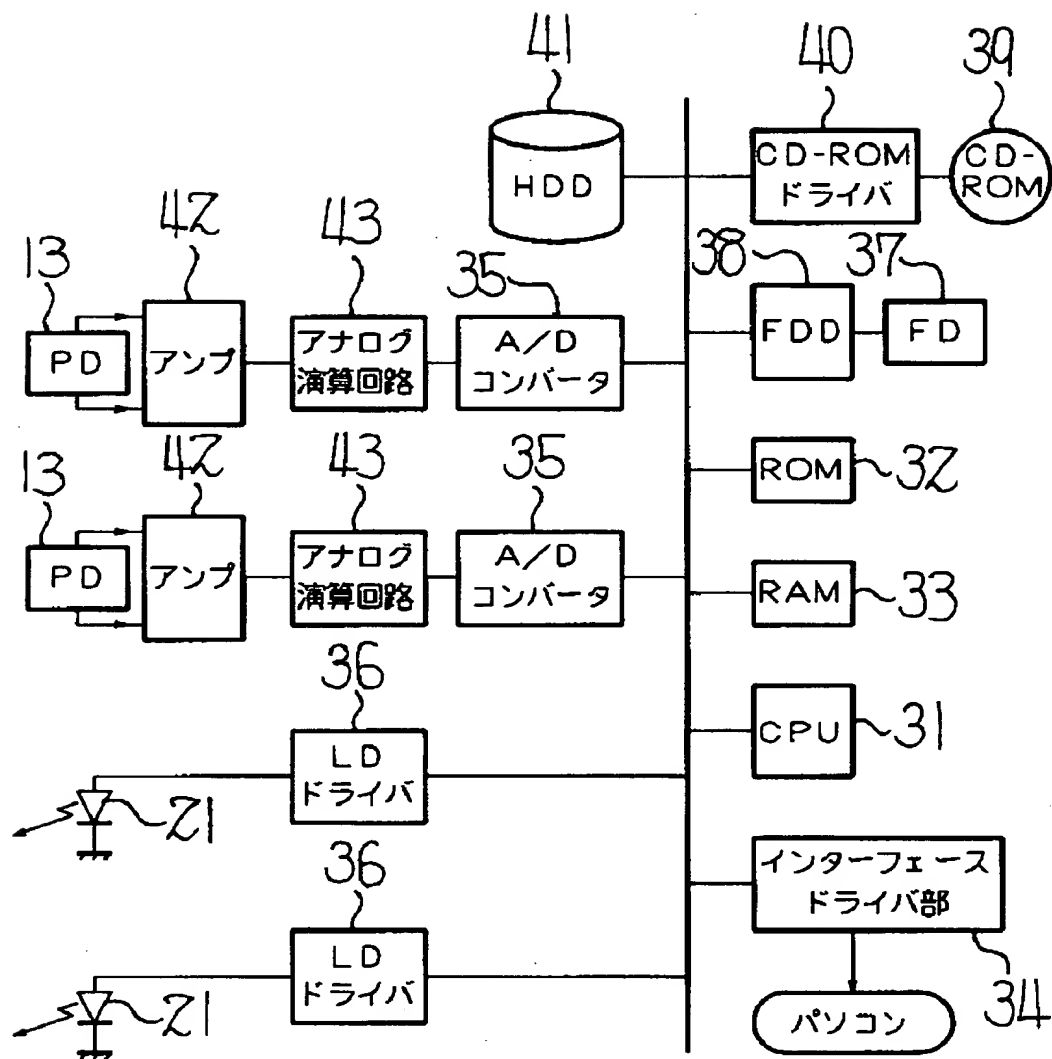 41
40
39
HDD
CD-ROM
ドライバ
CD-
ROM
42
43
13
35
38
37
PD
アンプ
アナログ
演算回路
A/D
コンバータ
FDD
FD
42
43
35
13
PD
アンプ
アナログ
演算回路
A/D
コンバータ
ROM
32
RAM
33
36
LD
ドライバ
CPU
31
21
36
LD
ドライバ
インターフェース
ドライバ部
21
34
パソコン